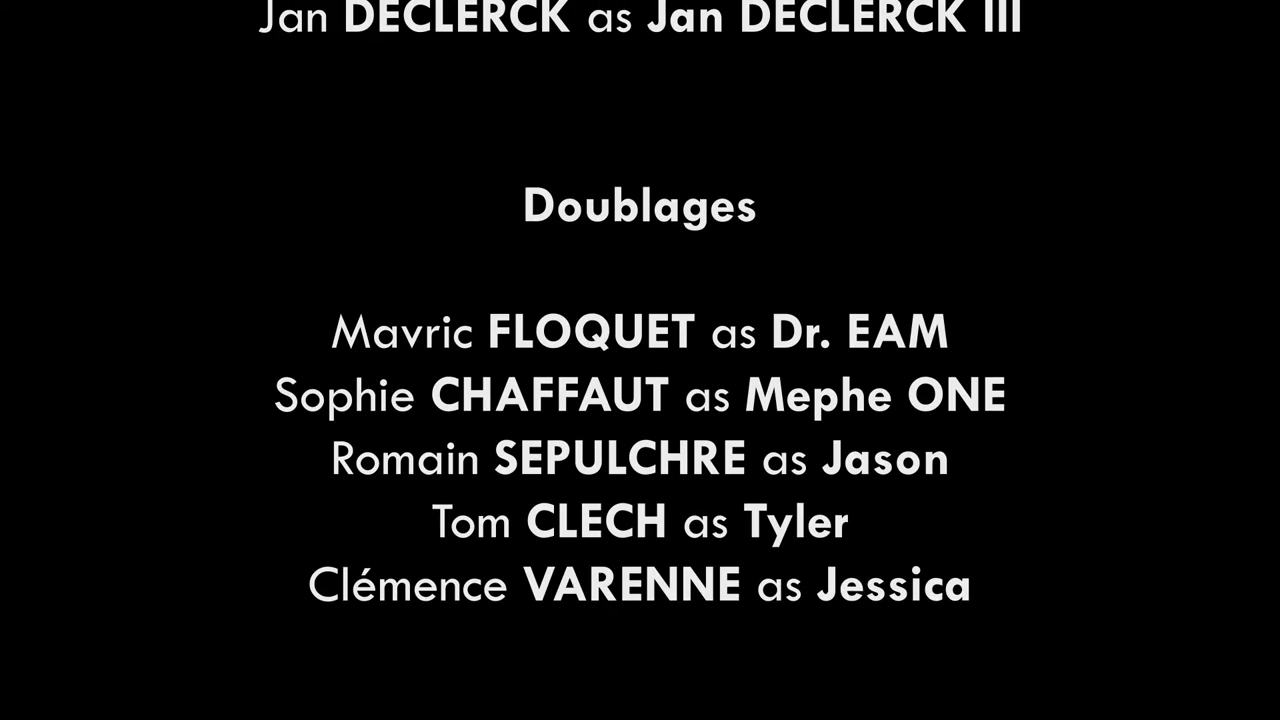 Jan DECLERCK as Jan DECLERCK III
Doublages
Mavric FLOQUET as Dr. EAM
Sophie CHAFFAUT as Mephe ONE
Romain SEPULCHRE as Jason
Tom CLECH as Tyler
Clémence VARENNE as Jessica